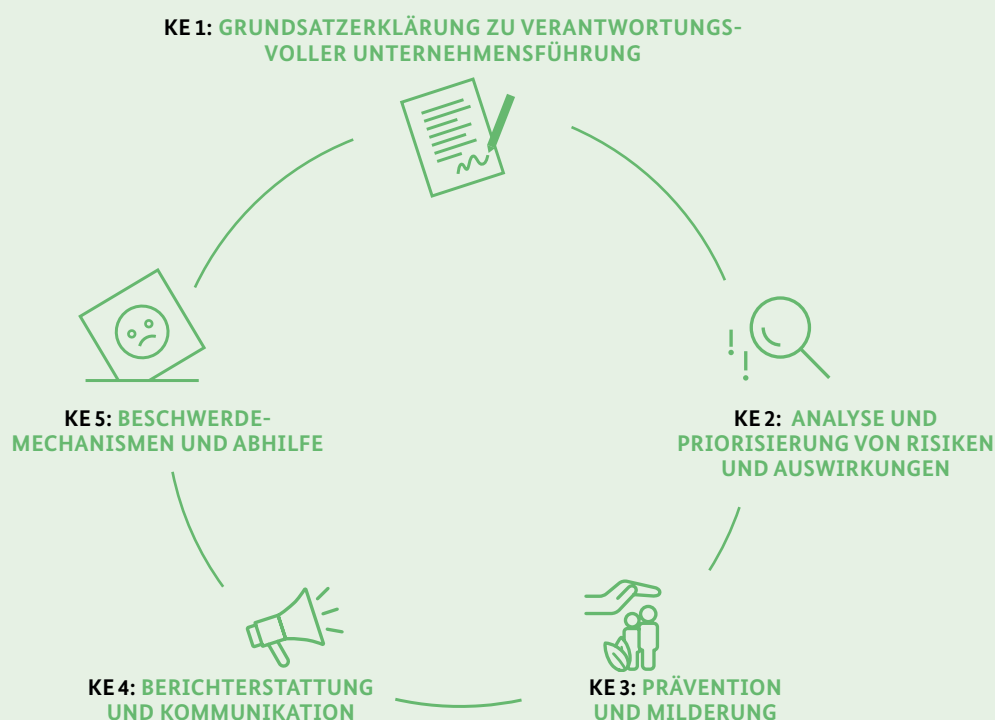 KE 1: GRUNDSATZERKLÄRUNG ZU VERANTWORTUNGS-
VOLLER UNTERNEHMENSFÜHRUNG
KE 2: ANALYSE UND
PRIORISIERUNG VON RISIKEN
UND AUSWIRKUNGEN
KE 3: PRÄVENTION
UND MILDERUNG
KE 4: BERICHTERSTATTUNG
UND KOMMUNIKATION
KE 5: BESCHWERDE-
MECHANISMEN UND ABHILFE